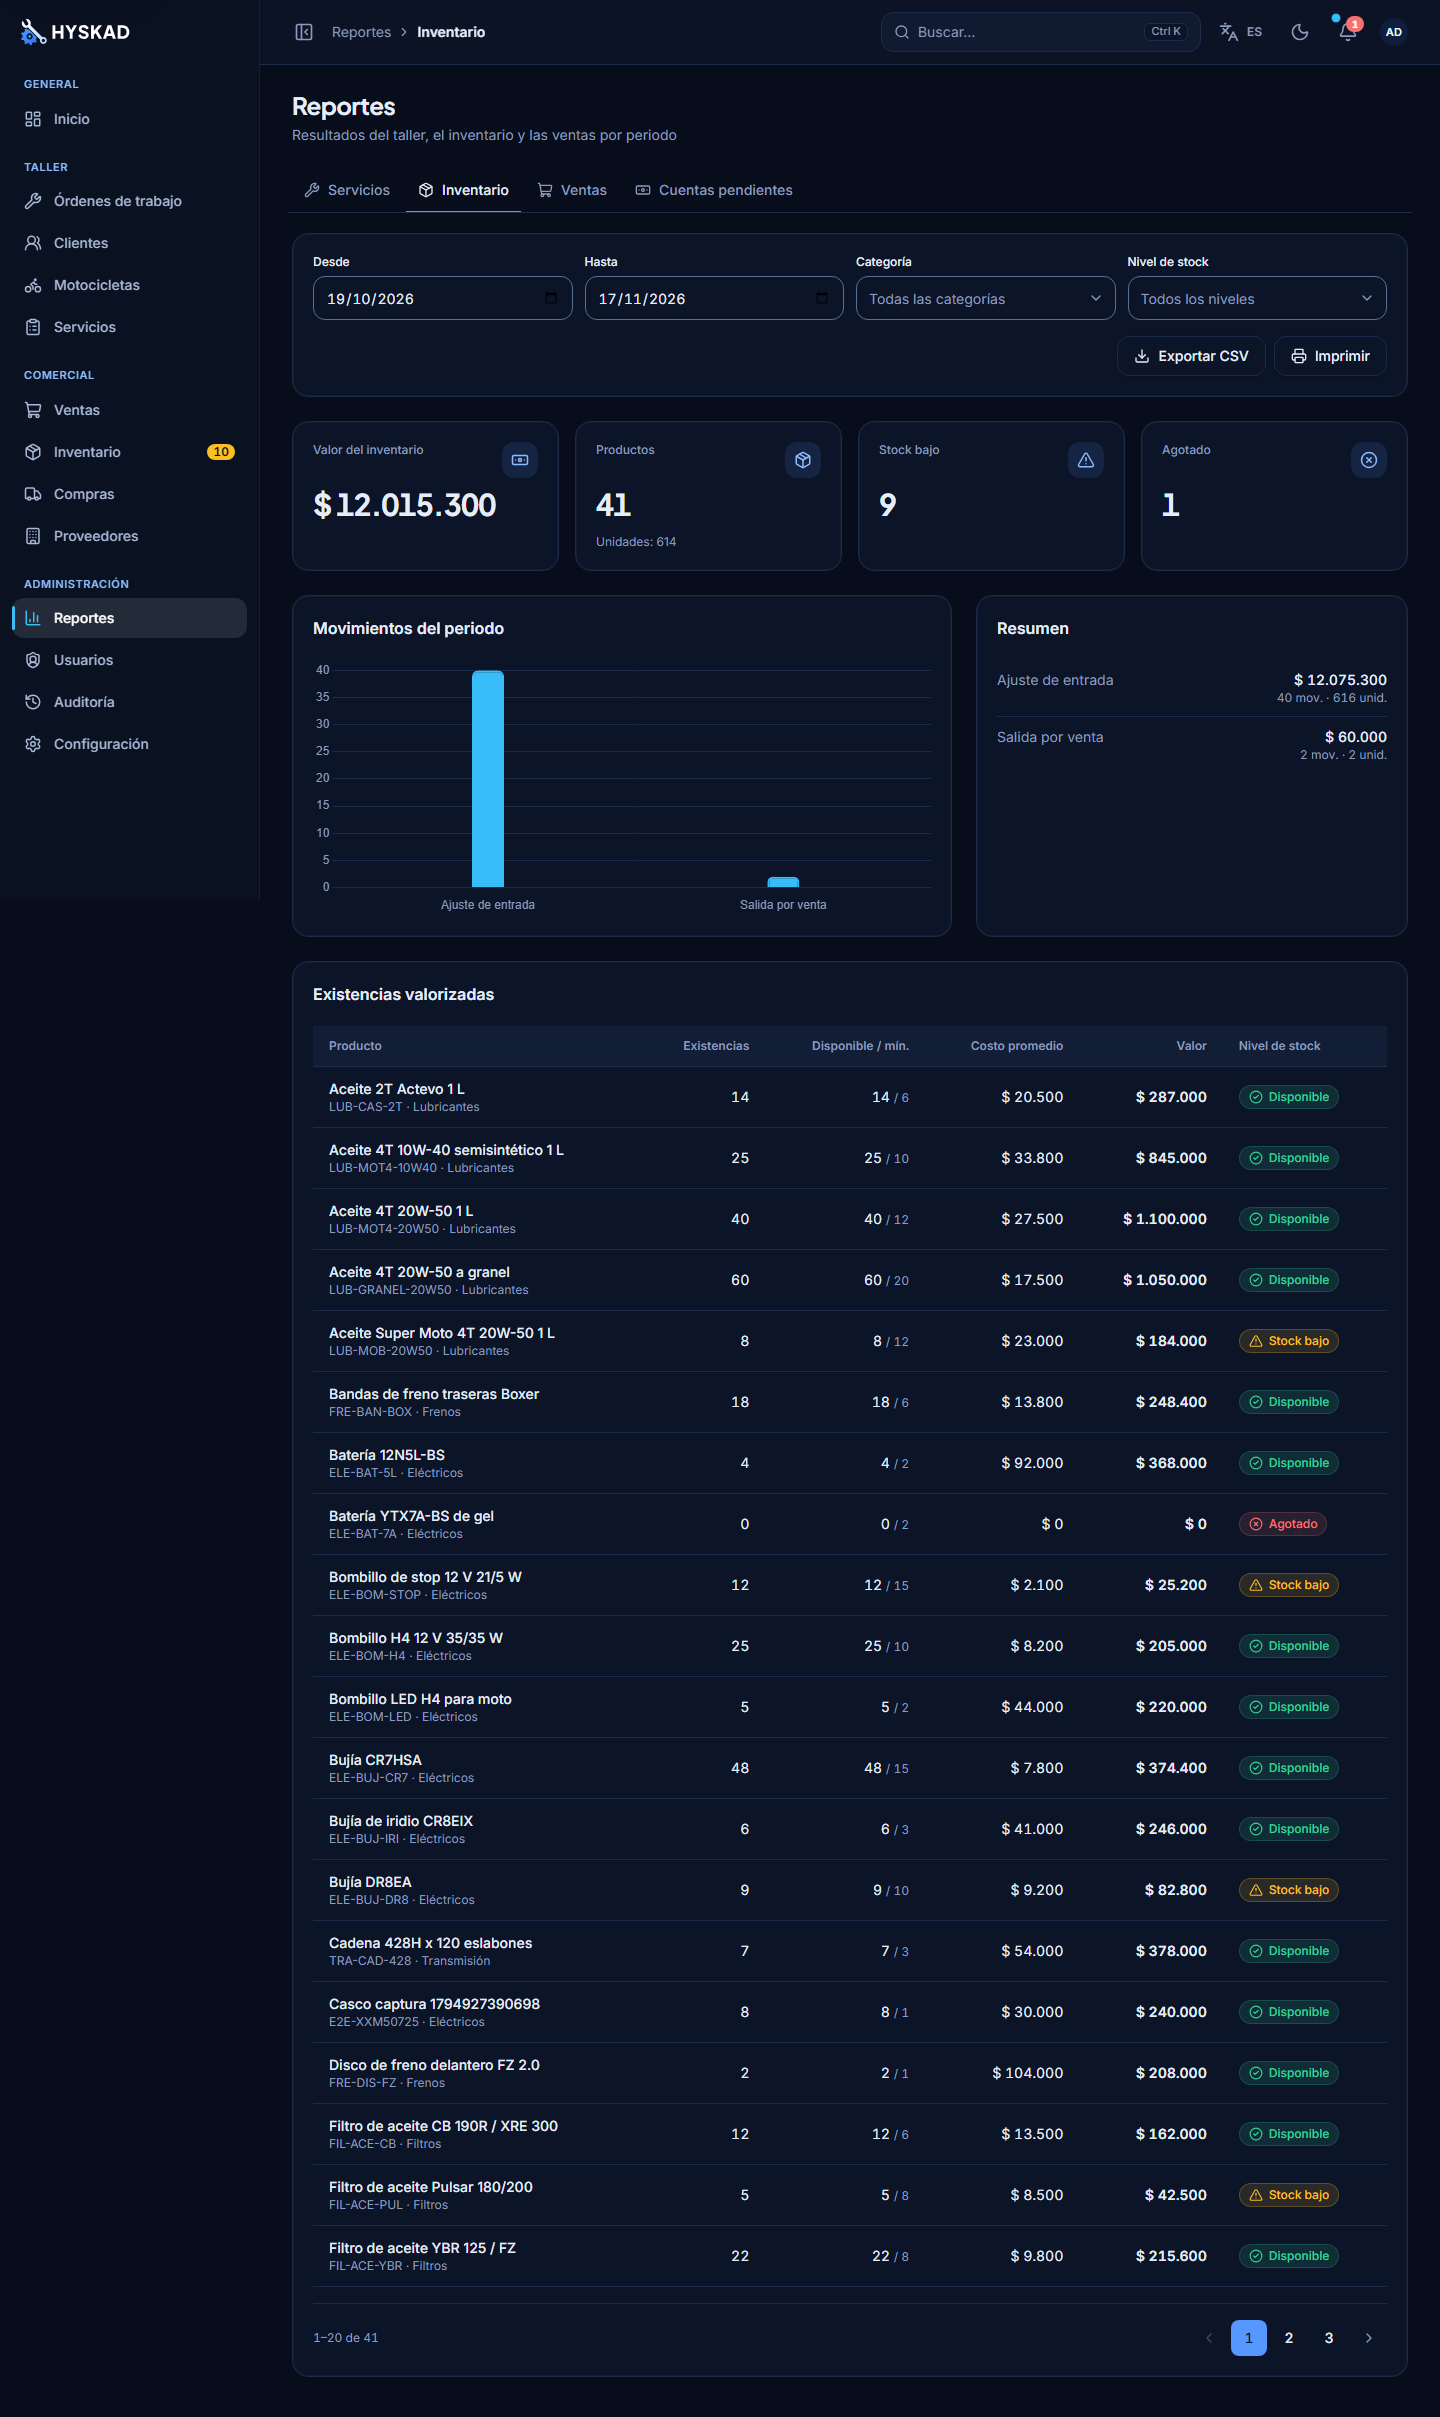 HYSKAD
GENERAL
Inicio
TALLER
Órdenes de trabajo
Clientes
Motocicletas
Servicios
COMERCIAL
Ventas
Inventario 10
Compras
Proveedores
ADMINISTRACIÓN
Reportes
Usuarios
Auditoría
Configuración
Reportes > Inventario
Buscar... Ctrl K
ES
1
AD
Reportes
Resultados del taller, el inventario y las ventas por periodo
Servicios Inventario Ventas Cuentas pendientes
Desde Hasta Categoría Nivel de stock
19/10/2026 17/11/2026 Todas las categorías Todos los niveles
Exportar CSV Imprimir
Valor del inventario
$ 12.015.300
Productos
41
Unidades: 614
Stock bajo
9
Agotado
1
Movimientos del periodo
40
35
30
25
20
15
10
5
0
Ajuste de entrada Salida por venta
Resumen
Ajuste de entrada $ 12.075.300
40 mov. · 616 unid.
Salida por venta $ 60.000
2 mov. · 2 unid.
Existencias valorizadas
Producto Existencias Disponible / mín. Costo promedio Valor Nivel de stock
Aceite 2T Actevo 1 L
LUB-CAS-2T · Lubricantes
14 14 / 6 $ 20.500 $ 287.000 Disponible
Aceite 4T 10W-40 semisintético 1 L
LUB-MOT4-10W40 · Lubricantes
25 25 / 10 $ 33.800 $ 845.000 Disponible
Aceite 4T 20W-50 1 L
LUB-MOT4-20W50 · Lubricantes
40 40 / 12 $ 27.500 $ 1.100.000 Disponible
Aceite 4T 20W-50 a granel
LUB-GRANEL-20W50 · Lubricantes
60 60 / 20 $ 17.500 $ 1.050.000 Disponible
Aceite Super Moto 4T 20W-50 1 L
LUB-MOB-20W50 · Lubricantes
8 8 / 12 $ 23.000 $ 184.000 Stock bajo
Bandas de freno traseras Boxer
FRE-BAN-BOX · Frenos
18 18 / 6 $ 13.800 $ 248.400 Disponible
Batería 12N5L-BS
ELE-BAT-5L · Eléctricos
4 4 / 2 $ 92.000 $ 368.000 Disponible
Batería YTX7A-BS de gel
ELE-BAT-7A · Eléctricos
0 0 / 2 $ 0 $ 0 Agotado
Bombillo de stop 12 V 21/5 W
ELE-BOM-STOP · Eléctricos
12 12 / 15 $ 2.100 $ 25.200 Stock bajo
Bombillo H4 12 V 35/35 W
ELE-BOM-H4 · Eléctricos
25 25 / 10 $ 8.200 $ 205.000 Disponible
Bombillo LED H4 para moto
ELE-BOM-LED · Eléctricos
5 5 / 2 $ 44.000 $ 220.000 Disponible
Bujía CR7HSA
ELE-BUJ-CR7 · Eléctricos
48 48 / 15 $ 7.800 $ 374.400 Disponible
Bujía de iridio CR8EIX
ELE-BUJ-IRI · Eléctricos
6 6 / 3 $ 41.000 $ 246.000 Disponible
Bujía DR8EA
ELE-BUJ-DR8 · Eléctricos
9 9 / 10 $ 9.200 $ 82.800 Stock bajo
Cadena 428H x 120 eslabones
TRA-CAD-428 · Transmisión
7 7 / 3 $ 54.000 $ 378.000 Disponible
Casco captura 1794927390698
E2E-XXM50725 · Eléctricos
8 8 / 1 $ 30.000 $ 240.000 Disponible
Disco de freno delantero FZ 2.0
FRE-DIS-FZ · Frenos
2 2 / 1 $ 104.000 $ 208.000 Disponible
Filtro de aceite CB 190R / XRE 300
FIL-ACE-CB · Filtros
12 12 / 6 $ 13.500 $ 162.000 Disponible
Filtro de aceite Pulsar 180/200
FIL-ACE-PUL · Filtros
5 5 / 8 $ 8.500 $ 42.500 Stock bajo
Filtro de aceite YBR 125 / FZ
FIL-ACE-YBR · Filtros
22 22 / 8 $ 9.800 $ 215.600 Disponible
1–20 de 41
1 2 3